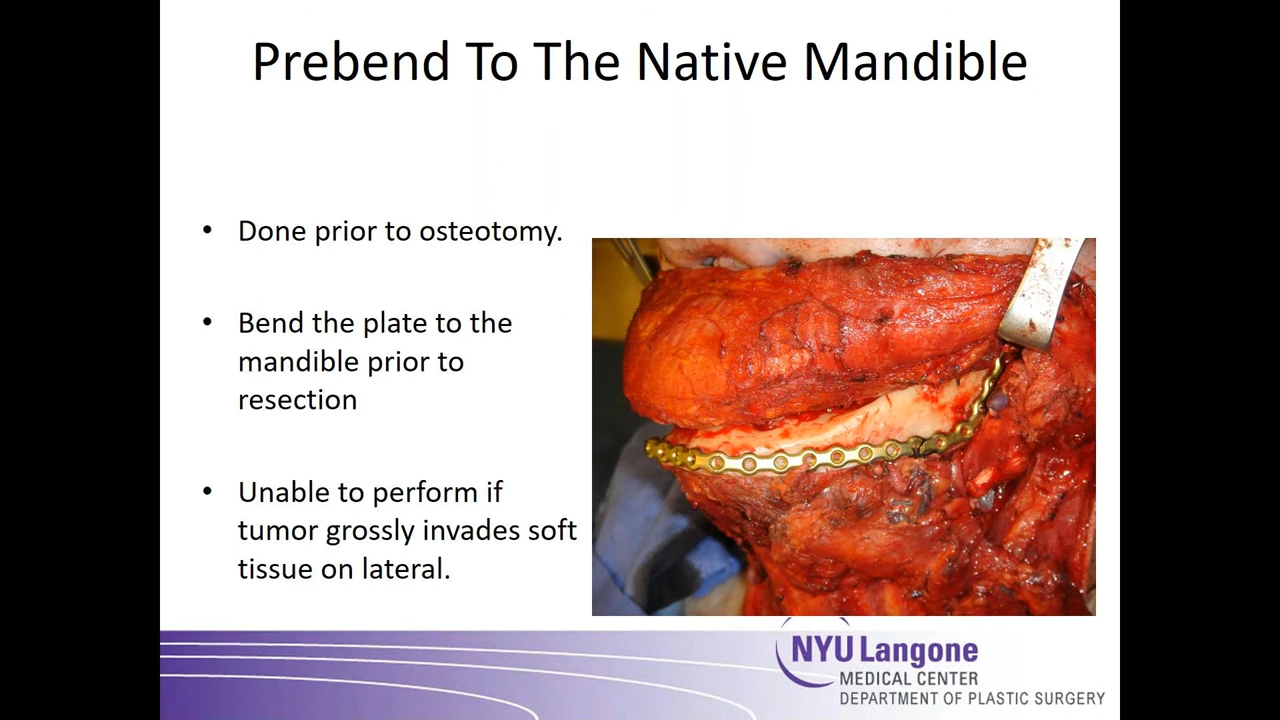 Prebend To The Native Mandible
• Done prior to osteotomy.
• Bend the plate to the
mandible prior to
resection
• Unable to perform if
tumor grossly invades soft
tissue on lateral.
NYU Langone
MEDICAL CENTER
DEPARTMENT OF PLASTIC SURGERY